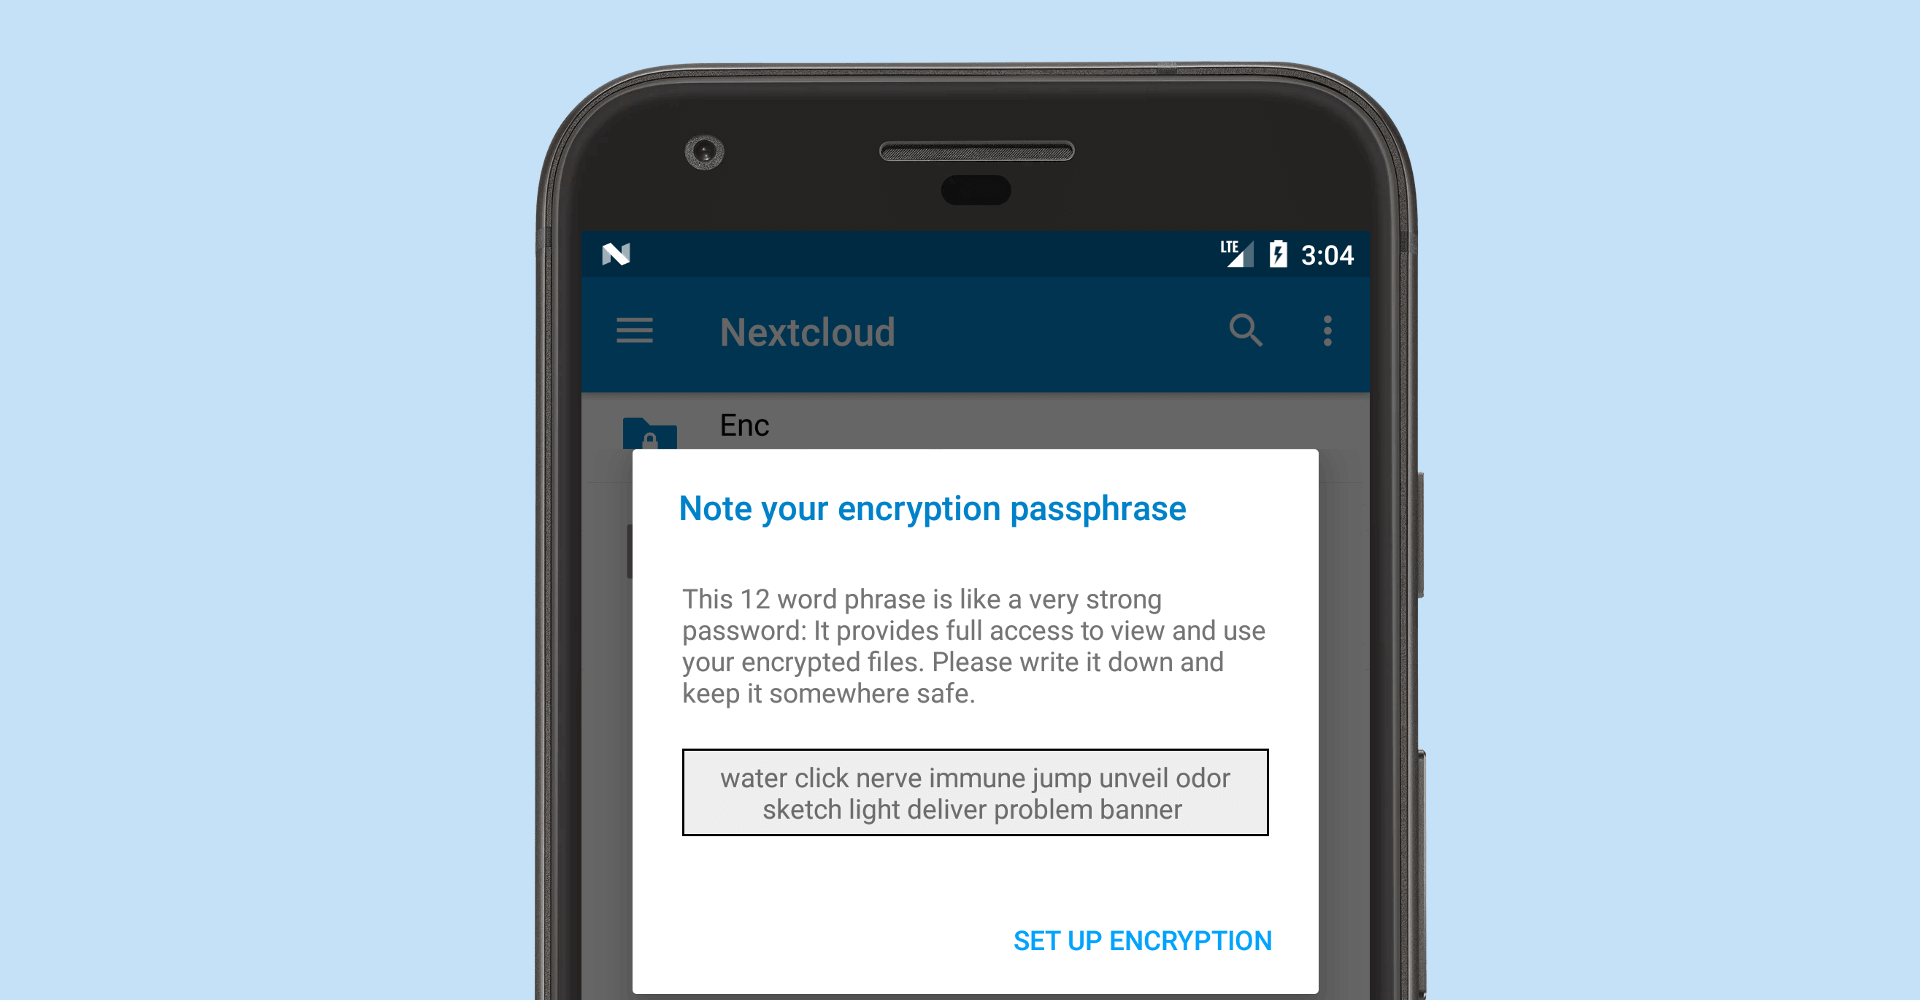 LTE 3:04
Nextcloud
Enc
Note your encryption passphrase
This 12 word phrase is like a very strong
password: It provides full access to view and use
your encrypted files. Please write it down and
keep it somewhere safe.
water click nerve immune jump unveil odor
sketch light deliver problem banner
SET UP ENCRYPTION